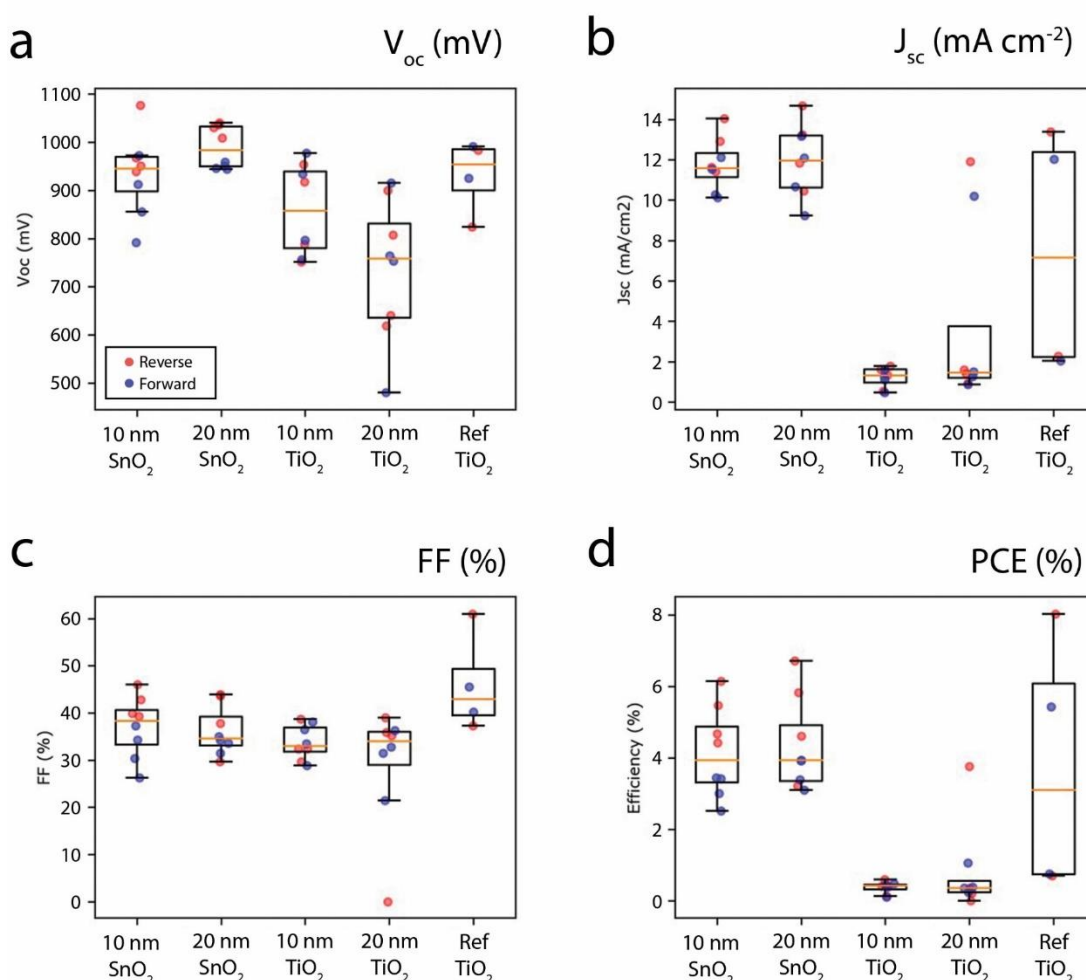 a
V_oc (mV)
1100
1000
900
800
700
600
500
Voc (mV)
Reverse
Forward
10 nm
SnO₂
20 nm
SnO₂
10 nm
TiO₂
20 nm
TiO₂
Ref
TiO₂
b
J_sc (mA cm⁻²)
14
12
10
8
6
4
2
0
Jsc (mA/cm2)
10 nm
SnO₂
20 nm
SnO₂
10 nm
TiO₂
20 nm
TiO₂
Ref
TiO₂
c
FF (%)
60
50
40
30
20
10
0
FF (%)
10 nm
SnO₂
20 nm
SnO₂
10 nm
TiO₂
20 nm
TiO₂
Ref
TiO₂
d
PCE (%)
8
6
4
2
0
Efficiency (%)
10 nm
SnO₂
20 nm
SnO₂
10 nm
TiO₂
20 nm
TiO₂
Ref
TiO₂